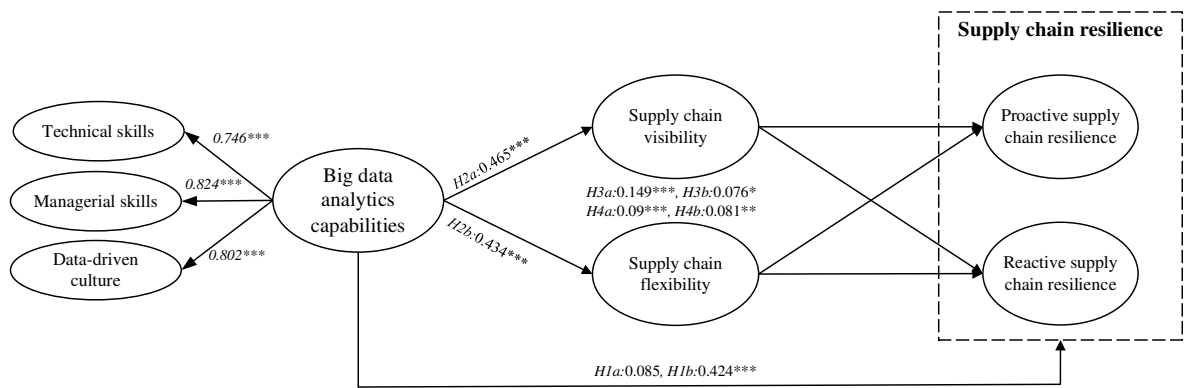 Supply chain resilience
Technical skills
Managerial skills
Data-driven
culture
0.746***
0.824***
0.802***
Big data
analytics
capabilities
H2a:0.465***
H2b:0.434***
Supply chain
visibility
H3a:0.149***, H3b:0.076*
H4a:0.09***, H4b:0.081**
Supply chain
flexibility
Proactive supply
chain resilience
Reactive supply
chain resilience
H1a:0.085, H1b:0.424***